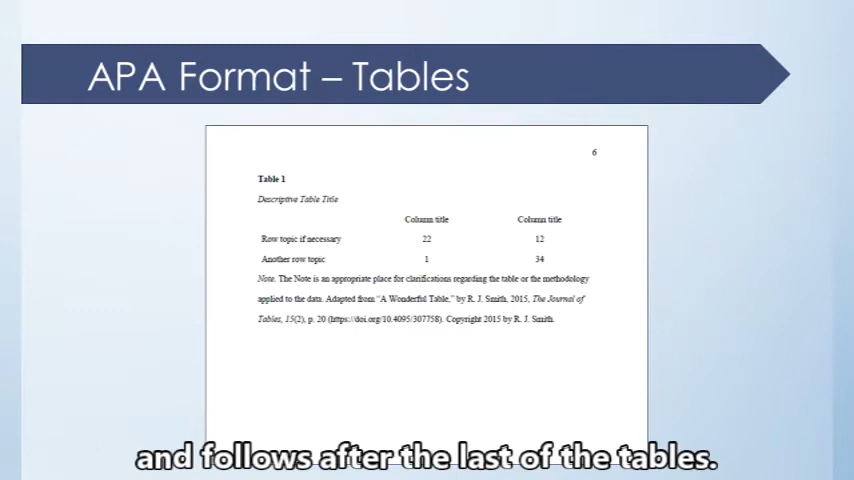 APA Format – Tables
6
Table 1
Descriptive Table Title
Column title Column title
Row topic if necessary 22 12
Another row topic 1 34
Note. The Note is an appropriate place for clarifications regarding the table or the methodology
applied to the data. Adapted from “A Wonderful Table,” by R. J. Smith, 2015, The Journal of
Tables, 15(2), p. 20 (https://doi.org/10.4095/307758). Copyright 2015 by R. J. Smith.
and follows after the last of the tables.